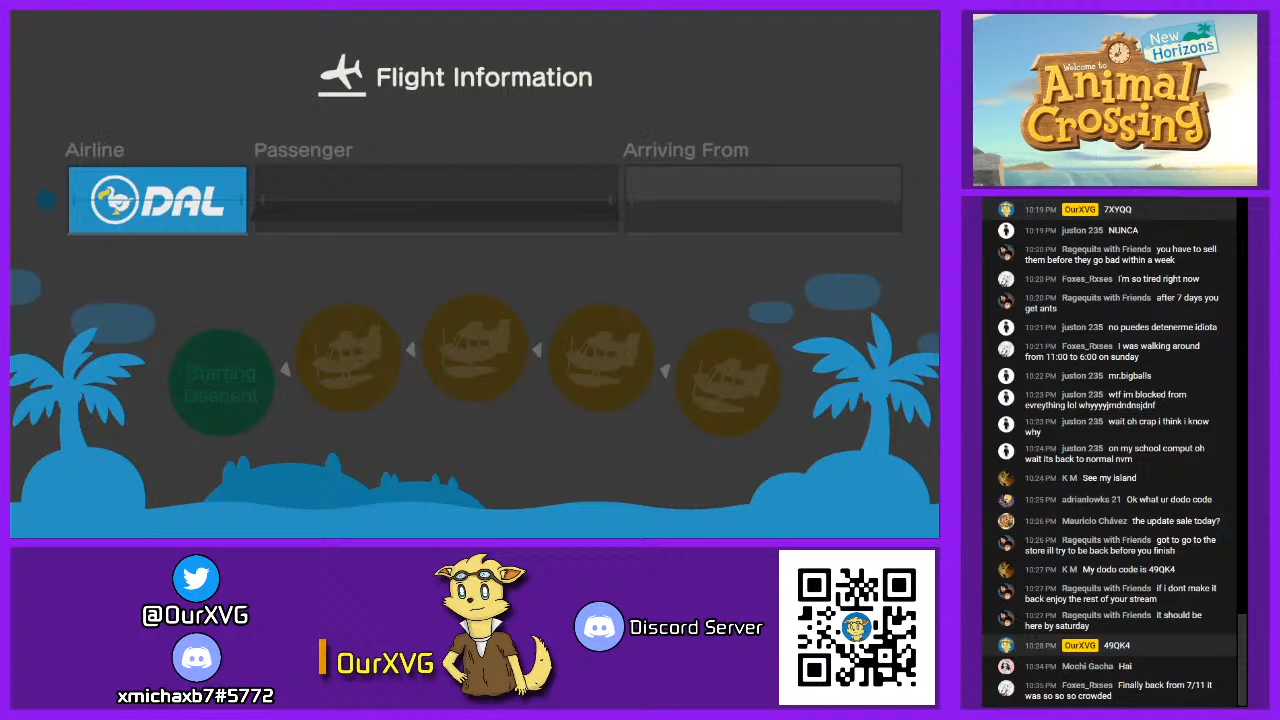 Flight Information
Airline
Passenger
Arriving From
DAL
Starting
Descent
@OurXVG
xmichaxb7#5772
OurXVG
Discord Server
New
Horizons
Welcome to
Animal
Crossing
10:19 PM OurXVG 7XYQQ
10:19 PM juston 235 NUNCA
10:20 PM Ragequits with Friends you have to sell
them before they go bad within a week
10:20 PM Foxes_Rxses I'm so tired right now
10:20 PM Ragequits with Friends after 7 days you
get ants
10:21 PM juston 235 no puedes detenerme idiota
10:21 PM Foxes_Rxses I was walking around
from 11:00 to 6:00 on sunday
10:22 PM juston 235 mr.bigballs
10:23 PM juston 235 wtf im blocked from
evreything lol whyyyjmdndnsjdnf
10:23 PM juston 235 wait oh crap i think i know
why
10:24 PM juston 235 on my school comput oh
wait its back to normal nvm
10:24 PM K M See my island
10:25 PM adrianlowks 21 Ok what ur dodo code
10:26 PM Mauricio Chávez the update sale today?
10:26 PM Ragequits with Friends got to go to the
store ill try to be back before you finish
10:27 PM K M My dodo code is 49QK4
10:27 PM Ragequits with Friends if i dont make it
back enjoy the rest of your stream
10:27 PM Ragequits with Friends it should be
here by saturday
10:28 PM OurXVG 49QK4
10:34 PM Mochi Gacha Hai
10:35 PM Foxes_Rxses Finally back from 7/11 it
was so so so crowded